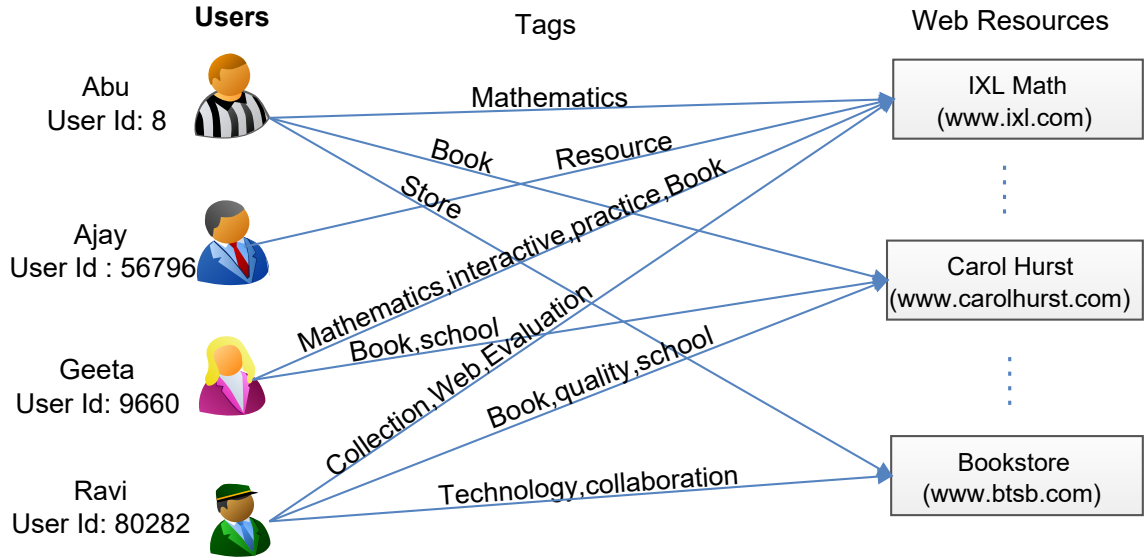 Users
Tags
Web Resources
Abu
User Id: 8
Mathematics
IXL Math
(www.ixl.com)
Book
Resource
Store
Ajay
User Id : 56796
Mathematics,interactive,practice,Book
Carol Hurst
(www.carolhurst.com)
Geeta
User Id: 9660
Book,school
Collection,Web,Evaluation
Book,quality,school
Ravi
User Id: 80282
Technology,collaboration
Bookstore
(www.btsb.com)